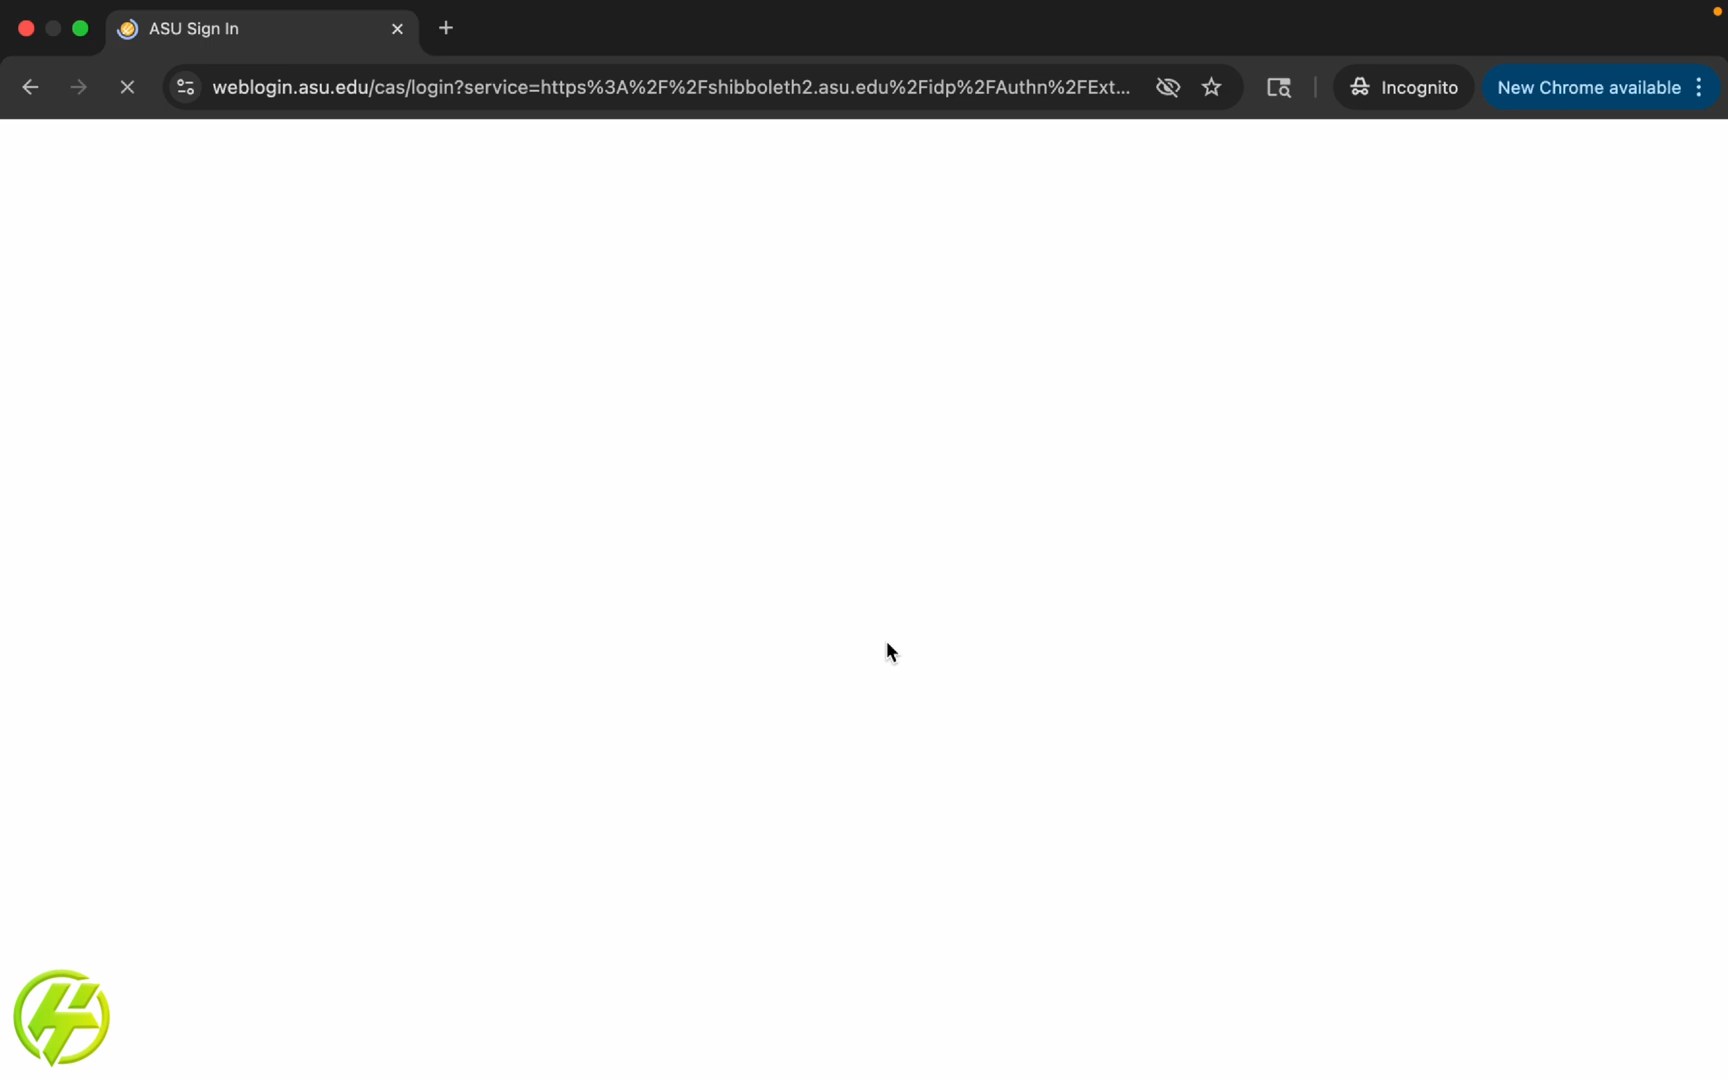 ASU Sign In
weblogin.asu.edu/cas/login?service=https%3A%2F%2Fshibboleth2.asu.edu%2Fidp%2FAuthn%2FExt...
Incognito
New Chrome available